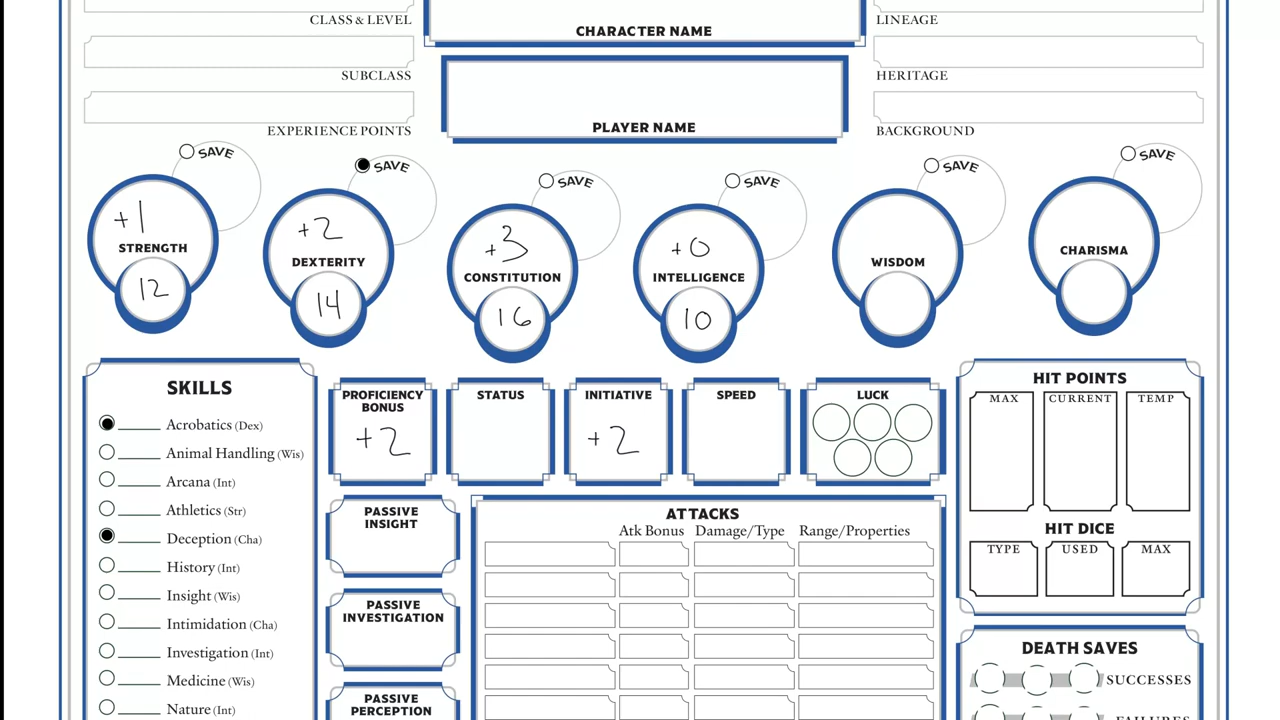 CLASS & LEVEL
CHARACTER NAME
LINEAGE
SUBCLASS
HERITAGE
PLAYER NAME
EXPERIENCE POINTS
BACKGROUND
SAVE
+1
STRENGTH
12
SAVE
+2
DEXTERITY
14
SAVE
+3
CONSTITUTION
16
SAVE
+0
INTELLIGENCE
10
SAVE
WISDOM
SAVE
CHARISMA
SKILLS
Acrobatics (Dex)
Animal Handling (Wis)
Arcana (Int)
Athletics (Str)
Deception (Cha)
History (Int)
Insight (Wis)
Intimidation (Cha)
Investigation (Int)
Medicine (Wis)
Nature (Int)
PROFICIENCY
BONUS
+2
STATUS
INITIATIVE
+2
SPEED
LUCK
PASSIVE
INSIGHT
PASSIVE
INVESTIGATION
PASSIVE
PERCEPTION
ATTACKS
Atk Bonus Damage/Type Range/Properties
HIT POINTS
MAX CURRENT TEMP
HIT DICE
TYPE USED MAX
DEATH SAVES
SUCCESSES
FAILURES